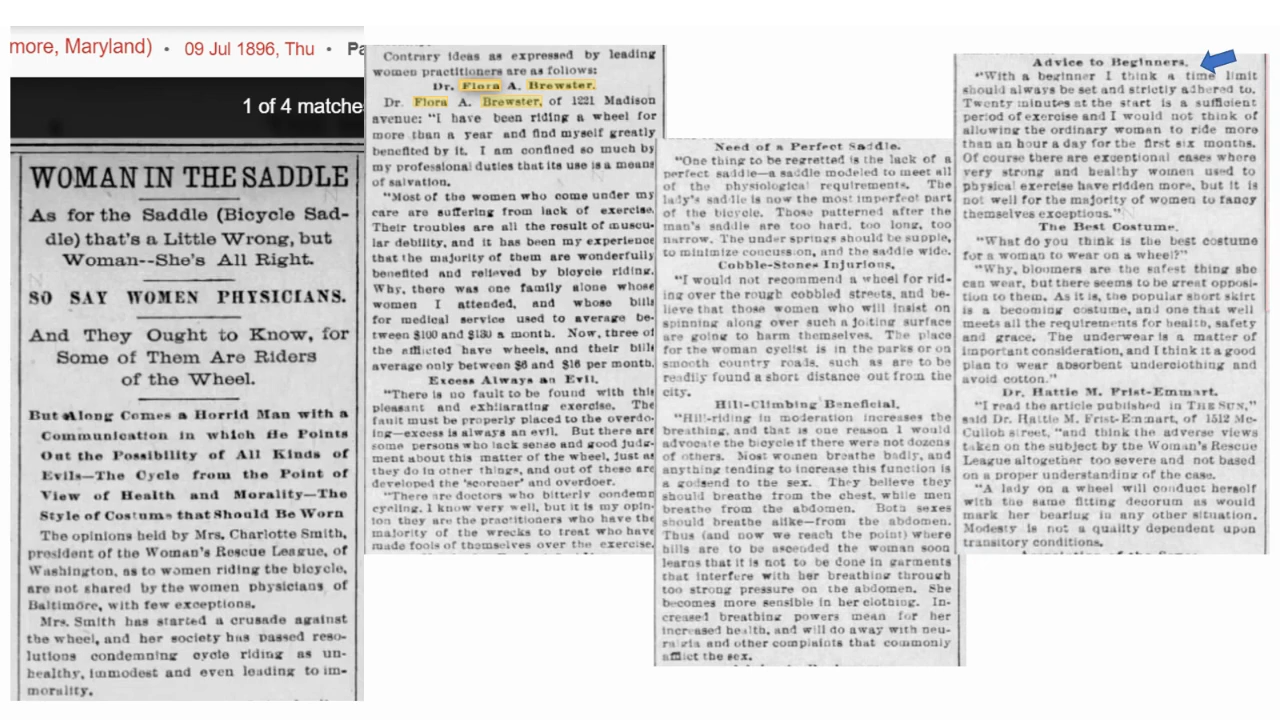 more, Maryland) • 09 Jul 1896, Thu • Pa
1 of 4 matche
WOMAN IN THE SADDLE
As for the Saddle (Bicycle Sad-
dle) that's a Little Wrong, but
Woman--She's All Right.
SO SAY WOMEN PHYSICIANS.
And They Ought to Know, for
Some of Them Are Riders
of the Wheel.
But Along Comes a Horrid Man with a
Communication in which He Points
Out the Possibility of All Kinds of
Evils—The Cycle from the Point of
View of Health and Morality—The
Style of Costume that Should Be Worn
The opinions held by Mrs. Charlotte Smith,
president of the Woman's Rescue League, of
Washington, as to women riding the bicycle,
are not shared by the women physicians of
Baltimore, with few exceptions.
Mrs. Smith has started a crusade against
the wheel, and her society has passed reso-
lutions condemning cycle riding as un-
healthy, immodest and even leading to im-
morality.
Contrary ideas as expressed by leading
women practitioners are as follows:
Dr. Flora A. Brewster.
Dr. Flora A. Brewster, of 1221 Madison
avenue: "I have been riding a wheel for
more than a year and find myself greatly
benefited by it. I am confined so much by
my professional duties that its use is a means
of salvation.
"Most of the women who come under my
care are suffering from lack of exercise.
Their troubles are all the result of muscu-
lar debility, and it has been my experience
that the majority of them are wonderfully
benefited and relieved by bicycle riding.
Why, there was one family alone whose
women I attended, and whose bills
for medical service used to average be-
tween $100 and $130 a month. Now, three of
the afflicted have wheels, and their bills
average only between $6 and $16 per month.
Excess Always an Evil.
"There is no fault to be found with this
pleasant and exhilarating exercise. The
fault must be properly placed to the overdo-
ing—excess is always an evil. But there are
some persons who lack sense and good judg-
ment about this matter of the wheel, just as
they do in other things, and out of these are
developed the 'scorcher' and overdoer.
"There are doctors who bitterly condemn
cycling, I know very well, but it is my opin-
ion they are the practitioners who have the
majority of the wrecks to treat who have
made fools of themselves over the exercise.
Need of a Perfect Saddle.
"One thing to be regretted is the lack of a
perfect saddle—a saddle modeled to meet all
of the physiological requirements. The
lady's saddle is now the most imperfect part
of the bicycle. Those patterned after the
man's saddle are too hard, too long, too
narrow. The under springs should be supple,
to minimize concussion, and the saddle wide.
Cobble-Stones Injurious.
"I would not recommend a wheel for rid-
ing over the rough cobbled streets, and be-
lieve that those women who will insist on
spinning along over such a jolting surface
are going to harm themselves. The place
for the woman cyclist is in the parks or on
smooth country roads, such as are to be
readily found a short distance out from the
city.
Hill-Climbing Beneficial.
"Hill-riding in moderation increases the
breathing, and that is one reason I would
advocate the bicycle if there were not dozens
of others. Most women breathe badly, and
anything tending to increase this function is
a godsend to the sex. They believe they
should breathe from the chest, while men
breathe from the abdomen. Both sexes
should breathe alike—from the abdomen.
Thus (and now we reach the point) where
hills are to be ascended the woman soon
learns that it is not to be done in garments
that interfere with her breathing through
too strong pressure on the abdomen. She
becomes more sensible in her clothing. In-
creased breathing powers mean for her
increased health, and will do away with neu-
ralgia and other complaints that commonly
afflict the sex.
Advice to Beginners.
"With a beginner I think a time limit
should always be set and strictly adhered to.
Twenty minutes at the start is a sufficient
period of exercise and I would not think of
allowing the ordinary woman to ride more
than an hour a day for the first six months.
Of course there are exceptional cases where
very strong and healthy women used to
physical exercise have ridden more, but it is
not well for the majority of women to fancy
themselves exceptions."
The Best Costume.
"What do you think is the best costume
for a woman to wear on a wheel?"
"Why, bloomers are the safest thing she
can wear, but there seems to be great opposi-
tion to them. As it is, the popular short skirt
is a becoming costume, and one that well
meets all the requirements for health, safety
and grace. The underwear is a matter of
important consideration, and I think it a good
plan to wear absorbent underclothing and
avoid cotton."
Dr. Hattie M. Frist-Emmart.
"I read the article published in THE SUN,"
said Dr. Hattie M. Frist-Emmart, of 1512 Mc-
Culloh street, "and think the adverse views
taken on the subject by the Woman's Rescue
League altogether too severe and not based
on a proper understanding of the case.
"A lady on a wheel will conduct herself
with the same fitting decorum as would
mark her bearing in any other situation.
Modesty is not a quality dependent upon
transitory conditions.